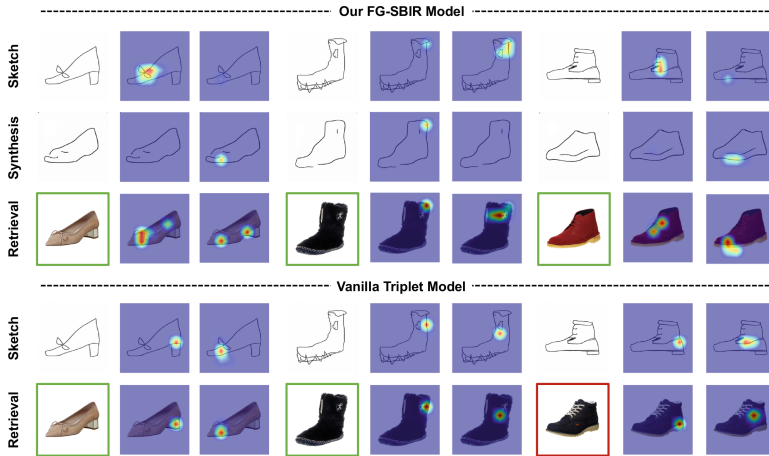 Our FG-SBIR Model
Sketch
Synthesis
Retrieval
Vanilla Triplet Model
Sketch
Retrieval